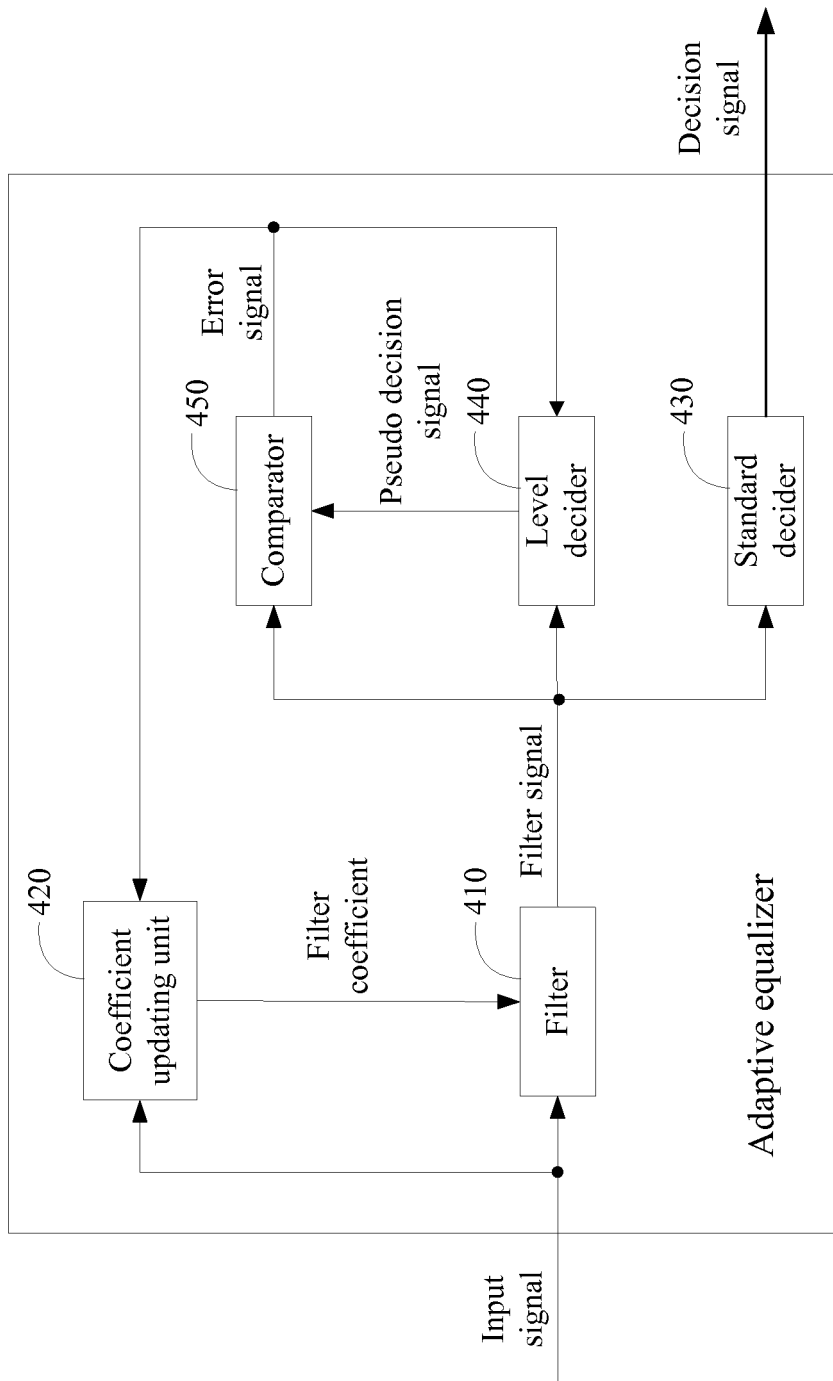 420
Coefficient
updating unit
450
Comparator
Error
signal
Filter
coefficient
Pseudo decision
signal
Input
signal
410
Filter
Filter signal
440
Level
decider
430
Standard
decider
Decision
signal
Adaptive equalizer